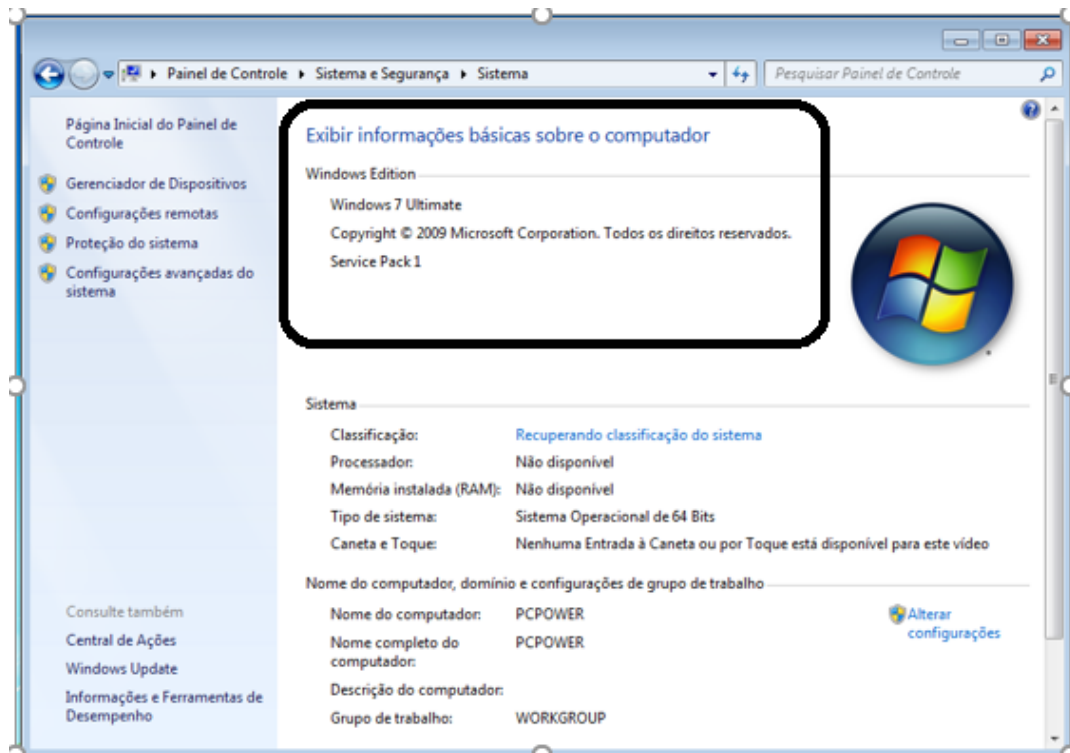 Painel de Controle ▸ Sistema e Segurança ▸ Sistema
Pesquisar Painel de Controle
Página Inicial do Painel de
Controle
Gerenciador de Dispositivos
Configurações remotas
Proteção do sistema
Configurações avançadas do
sistema
Consulte também
Central de Ações
Windows Update
Informações e Ferramentas de
Desempenho
Exibir informações básicas sobre o computador
Windows Edition
Windows 7 Ultimate
Copyright © 2009 Microsoft Corporation. Todos os direitos reservados.
Service Pack 1
Sistema
Classificação: Recuperando classificação do sistema
Processador: Não disponível
Memória instalada (RAM): Não disponível
Tipo de sistema: Sistema Operacional de 64 Bits
Caneta e Toque: Nenhuma Entrada à Caneta ou por Toque está disponível para este vídeo
Nome do computador, domínio e configurações de grupo de trabalho
Nome do computador: PCPOWER
Nome completo do PCPOWER
computador:
Descrição do computador:
Grupo de trabalho: WORKGROUP
Alterar
configurações